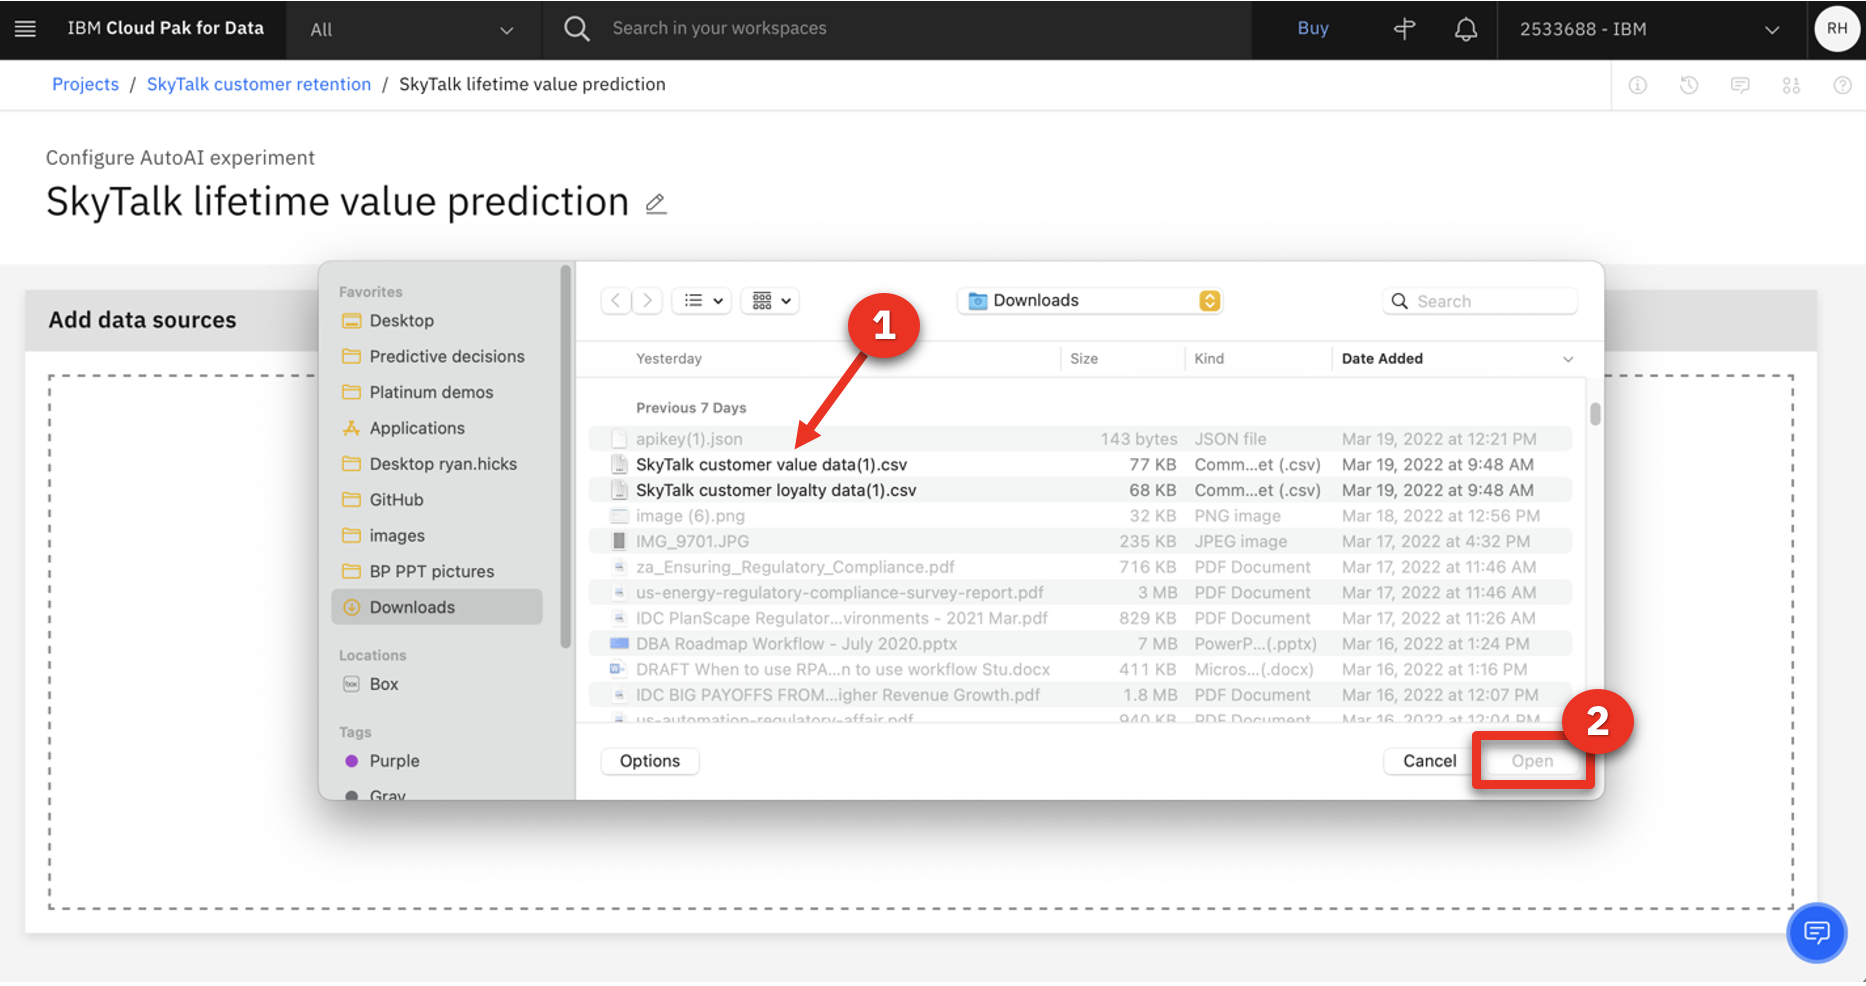 IBM Cloud Pak for Data
All
Search in your workspaces
Buy
2533688 - IBM
RH
Projects / SkyTalk customer retention / SkyTalk lifetime value prediction
Configure AutoAI experiment
SkyTalk lifetime value prediction
Add data sources
Favorites
Desktop
Predictive decisions
Platinum demos
Applications
Desktop ryan.hicks
GitHub
images
BP PPT pictures
Downloads
Locations
Box
Tags
Purple
Gray
Downloads
Search
1
Yesterday Size Kind Date Added
Previous 7 Days
apikey(1).json 143 bytes JSON file Mar 19, 2022 at 12:21 PM
SkyTalk customer value data(1).csv 77 KB Comm...et (.csv) Mar 19, 2022 at 9:48 AM
SkyTalk customer loyalty data(1).csv 68 KB Comm...et (.csv) Mar 19, 2022 at 9:48 AM
image (6).png 32 KB PNG image Mar 18, 2022 at 12:56 PM
IMG_9701.JPG 235 KB JPEG image Mar 17, 2022 at 4:32 PM
za_Ensuring_Regulatory_Compliance.pdf 716 KB PDF Document Mar 17, 2022 at 11:46 AM
us-energy-regulatory-compliance-survey-report.pdf 3 MB PDF Document Mar 17, 2022 at 11:46 AM
IDC PlanScape Regulator...vironments - 2021 Mar.pdf 829 KB PDF Document Mar 17, 2022 at 11:26 AM
DBA Roadmap Workflow - July 2020.pptx 7 MB PowerP...(.pptx) Mar 16, 2022 at 1:24 PM
DRAFT When to use RPA...n to use workflow Stu.docx 411 KB Micros...(.docx) Mar 16, 2022 at 1:16 PM
IDC BIG PAYOFFS FROM...igher Revenue Growth.pdf 1.8 MB PDF Document Mar 16, 2022 at 12:07 PM
us-automation-regulatory-affair.pdf 940 KB PDF Document Mar 16, 2022 at 12:04 PM
2
Options
Cancel
Open